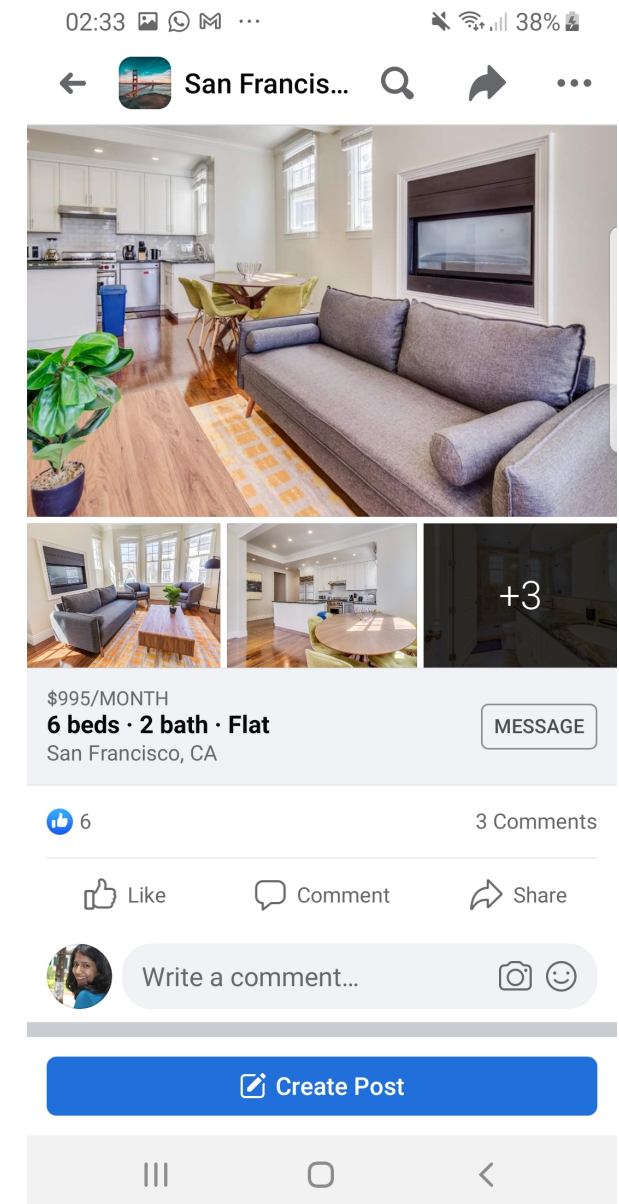 02:33
38%
San Francis...
+3
$995/MONTH
6 beds · 2 bath · Flat
MESSAGE
San Francisco, CA
6
3 Comments
Like
Comment
Share
Write a comment...
Create Post